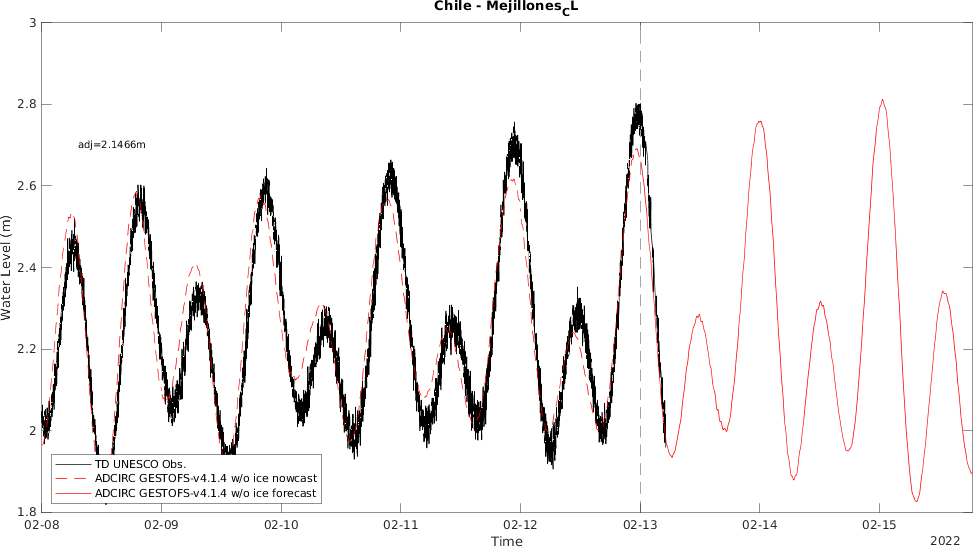 Chile - Mejillones_CL
3
2.8
2.6
2.4
2.2
2
1.8
Water Level (m)
adj=2.1466m
TD UNESCO Obs.
ADCIRC GESTOFS-v4.1.4 w/o ice nowcast
ADCIRC GESTOFS-v4.1.4 w/o ice forecast
02-08 02-09 02-10 02-11 02-12 02-13 02-14 02-15
Time
2022